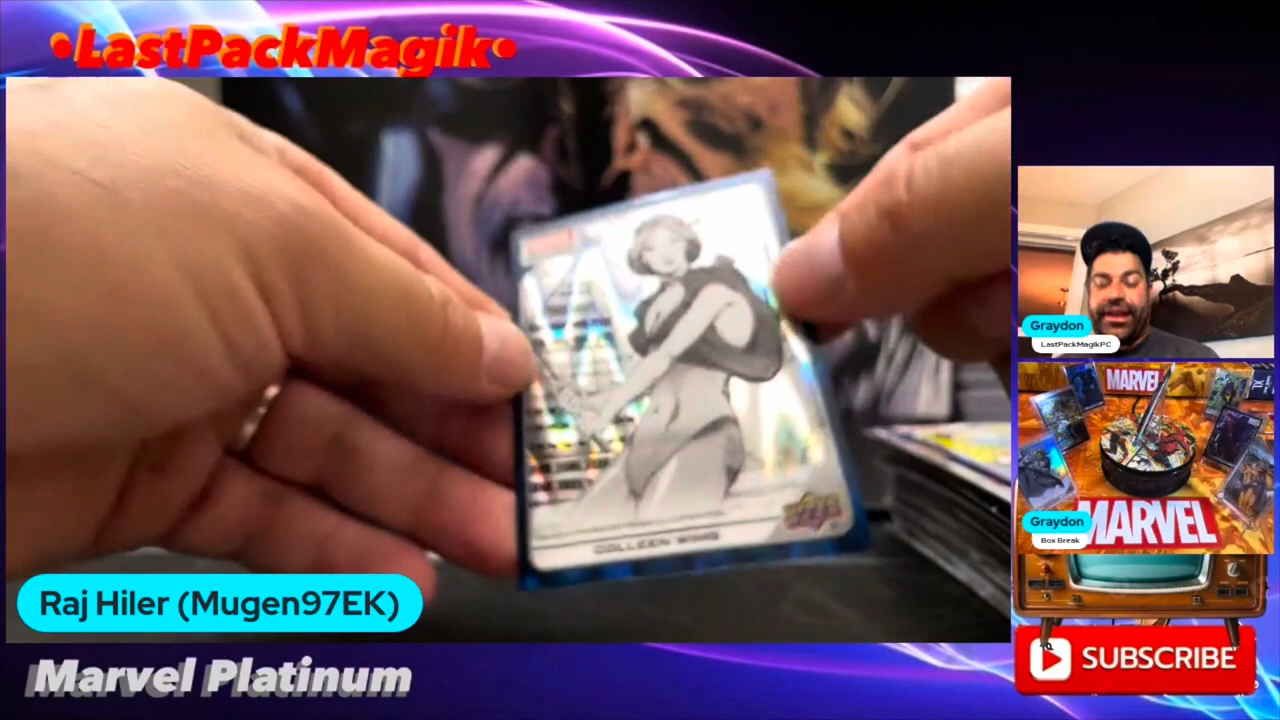 •LastPackMagik•
COLLEEN WING
Raj Hiler (Mugen97EK)
Marvel Platinum
Graydon
LastPackMagikPC
MARVEL
MARVEL
Graydon
Box Break
SUBSCRIBE